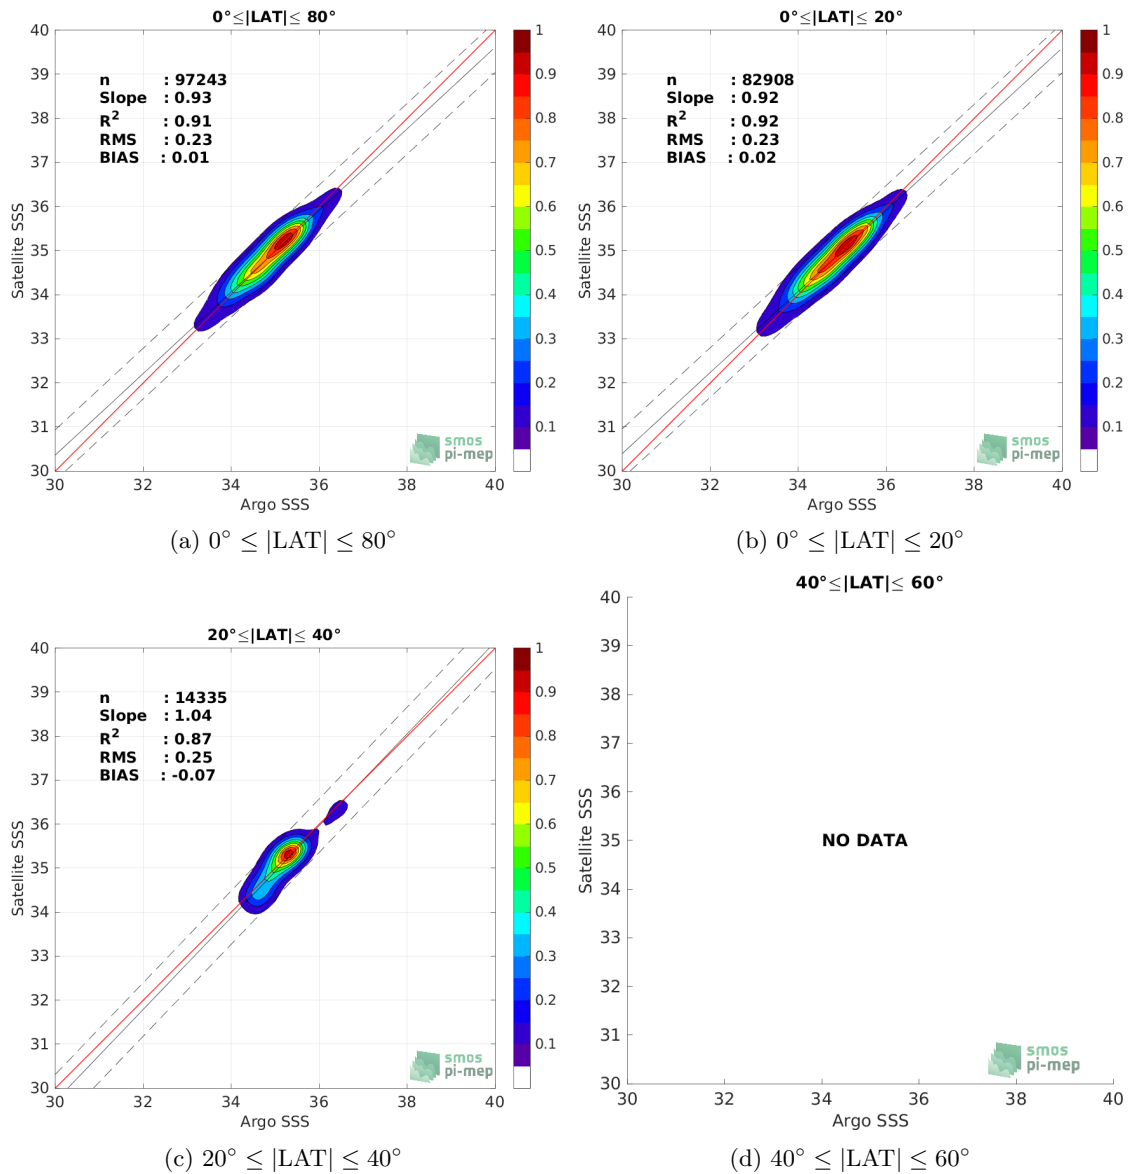 0°≤|LAT|≤ 80°
40
39
38
37
36
35
34
33
32
31
30
Satellite SSS
n : 97243
Slope : 0.93
R² : 0.91
RMS : 0.23
BIAS : 0.01
1
0.9
0.8
0.7
0.6
0.5
0.4
0.3
0.2
0.1
smos
pi-mep
30 32 34 36 38 40
Argo SSS
(a) 0° ≤ |LAT| ≤ 80°
0°≤|LAT|≤ 20°
40
39
38
37
36
35
34
33
32
31
30
Satellite SSS
n : 82908
Slope : 0.92
R² : 0.92
RMS : 0.23
BIAS : 0.02
1
0.9
0.8
0.7
0.6
0.5
0.4
0.3
0.2
0.1
smos
pi-mep
30 32 34 36 38 40
Argo SSS
(b) 0° ≤ |LAT| ≤ 20°
20°≤|LAT|≤ 40°
40
39
38
37
36
35
34
33
32
31
30
Satellite SSS
n : 14335
Slope : 1.04
R² : 0.87
RMS : 0.25
BIAS : -0.07
1
0.9
0.8
0.7
0.6
0.5
0.4
0.3
0.2
0.1
smos
pi-mep
30 32 34 36 38 40
Argo SSS
(c) 20° ≤ |LAT| ≤ 40°
40°≤|LAT|≤ 60°
40
39
38
37
36
35
34
33
32
31
30
Satellite SSS
NO DATA
smos
pi-mep
30 32 34 36 38 40
Argo SSS
(d) 40° ≤ |LAT| ≤ 60°